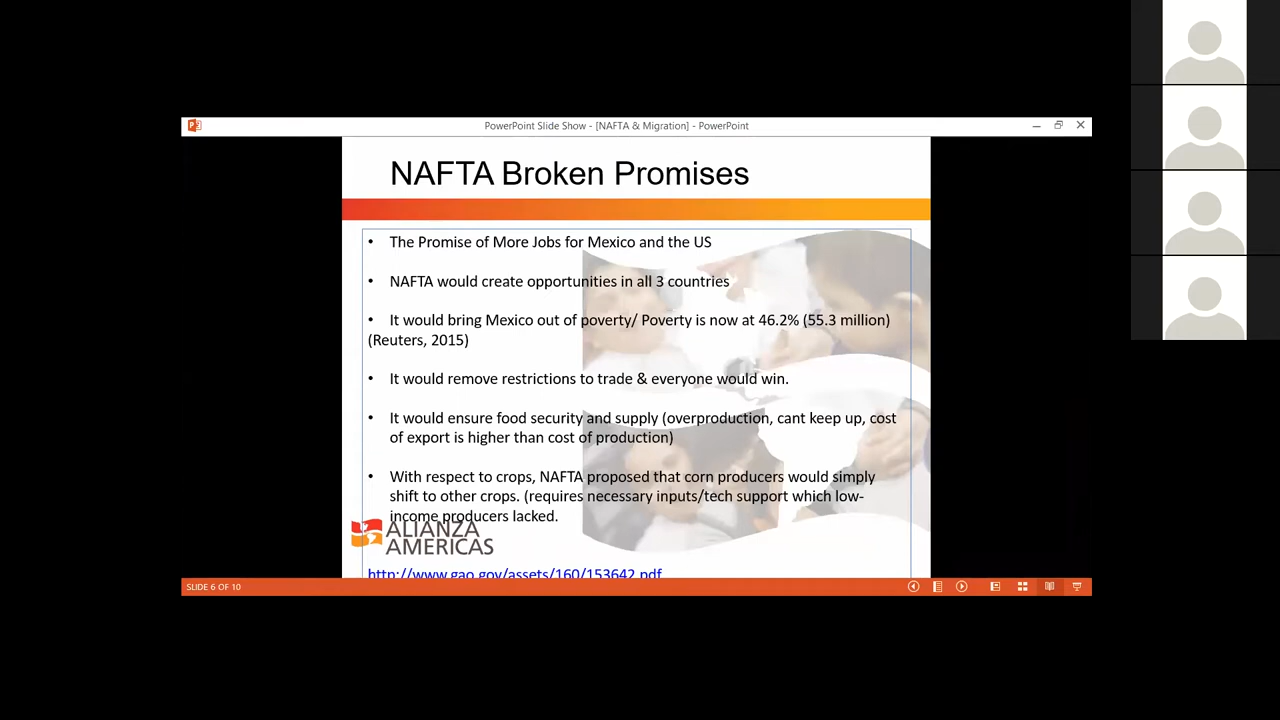 PowerPoint Slide Show - [NAFTA & Migration] - PowerPoint
NAFTA Broken Promises
• The Promise of More Jobs for Mexico and the US
• NAFTA would create opportunities in all 3 countries
• It would bring Mexico out of poverty/ Poverty is now at 46.2% (55.3 million)
(Reuters, 2015)
• It would remove restrictions to trade & everyone would win.
• It would ensure food security and supply (overproduction, cant keep up, cost
of export is higher than cost of production)
• With respect to crops, NAFTA proposed that corn producers would simply
shift to other crops. (requires necessary inputs/tech support which low-
income producers lacked.
ALIANZA
AMERICAS
http://www.gao.gov/assets/160/153642.pdf
SLIDE 6 OF 10